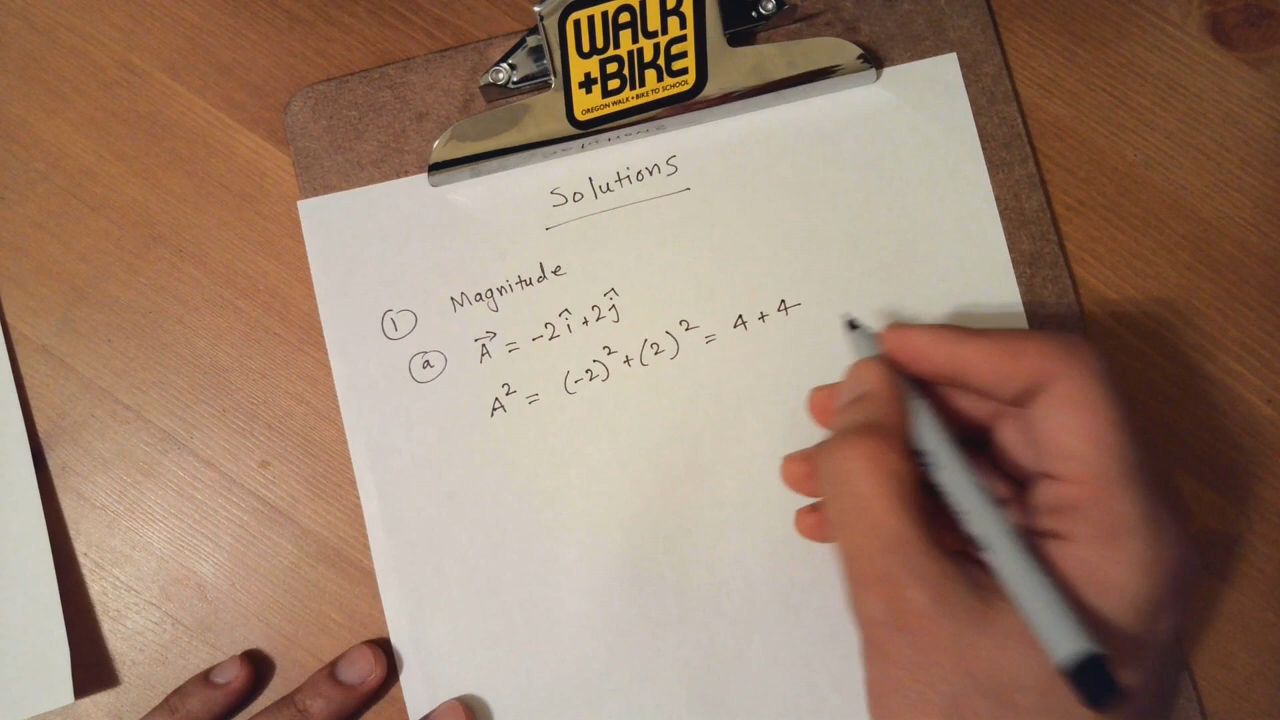 WALK
+BIKE
OREGON WALK+BIKE TO SCHOOL
Solutions
① Magnitude
ⓐ A⃗ = -2î + 2ĵ
A² = (-2)² + (2)² = 4 + 4